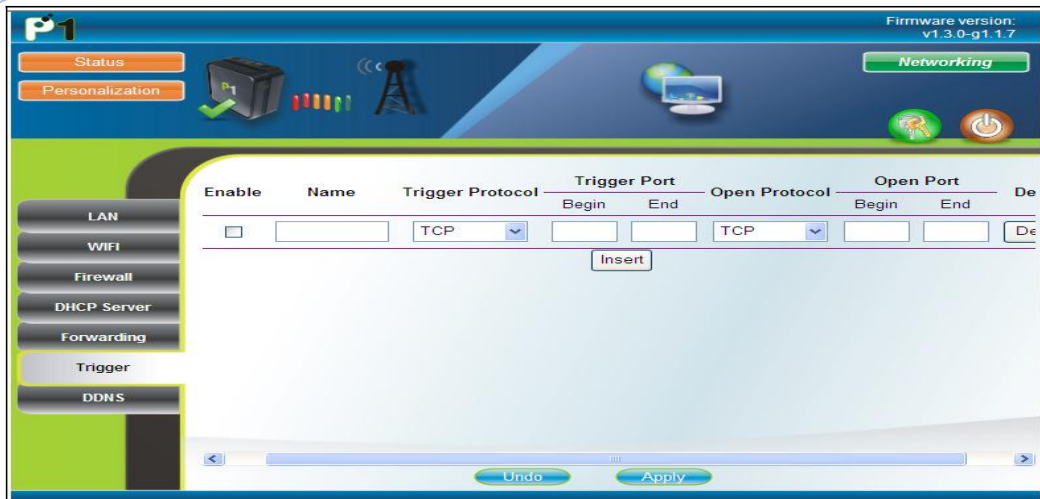 P1
Firmware version:
v1.3.0-g1.1.7
Status
Personalization
P1
Networking
LAN
WIFI
Firewall
DHCP Server
Forwarding
Trigger
DDNS
Enable Name Trigger Protocol Trigger Port Open Protocol Open Port De
Begin End Begin End
TCP TCP De
Insert
Undo Apply